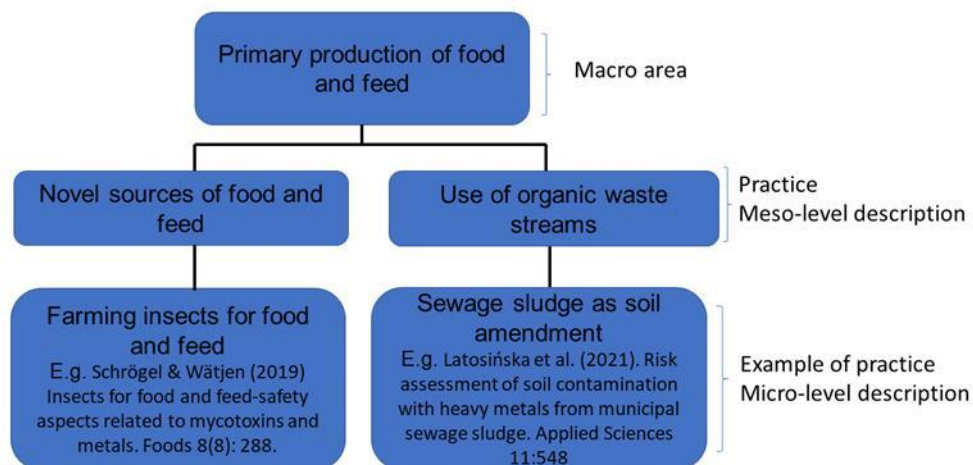 Primary production of food
and feed
Macro area
Novel sources of food and
feed
Use of organic waste
streams
Practice
Meso-level description
Farming insects for food
and feed
E.g. Schrögel & Wätjen (2019)
Insects for food and feed-safety
aspects related to mycotoxins and
metals. Foods 8(8): 288.
Sewage sludge as soil
amendment
E.g. Latosińska et al. (2021). Risk
assessment of soil contamination
with heavy metals from municipal
sewage sludge. Applied Sciences
11:548
Example of practice
Micro-level description